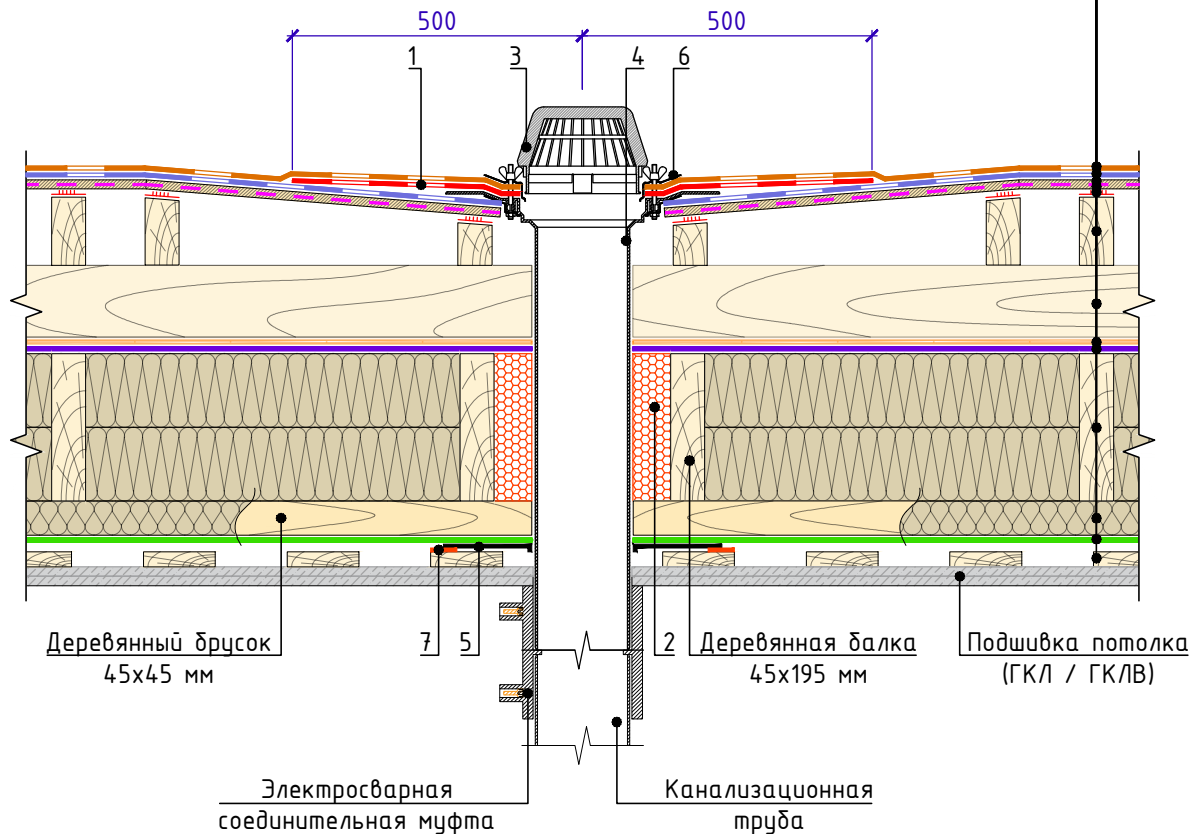 500
500
1
3
4
6
Деревянный брусок
45х45 мм
7
5
2
Деревянная балка
45х195 мм
Подшивка потолка
(ГКЛ / ГКЛВ)
Электросварная
соединительная муфта
Канализационная
труба